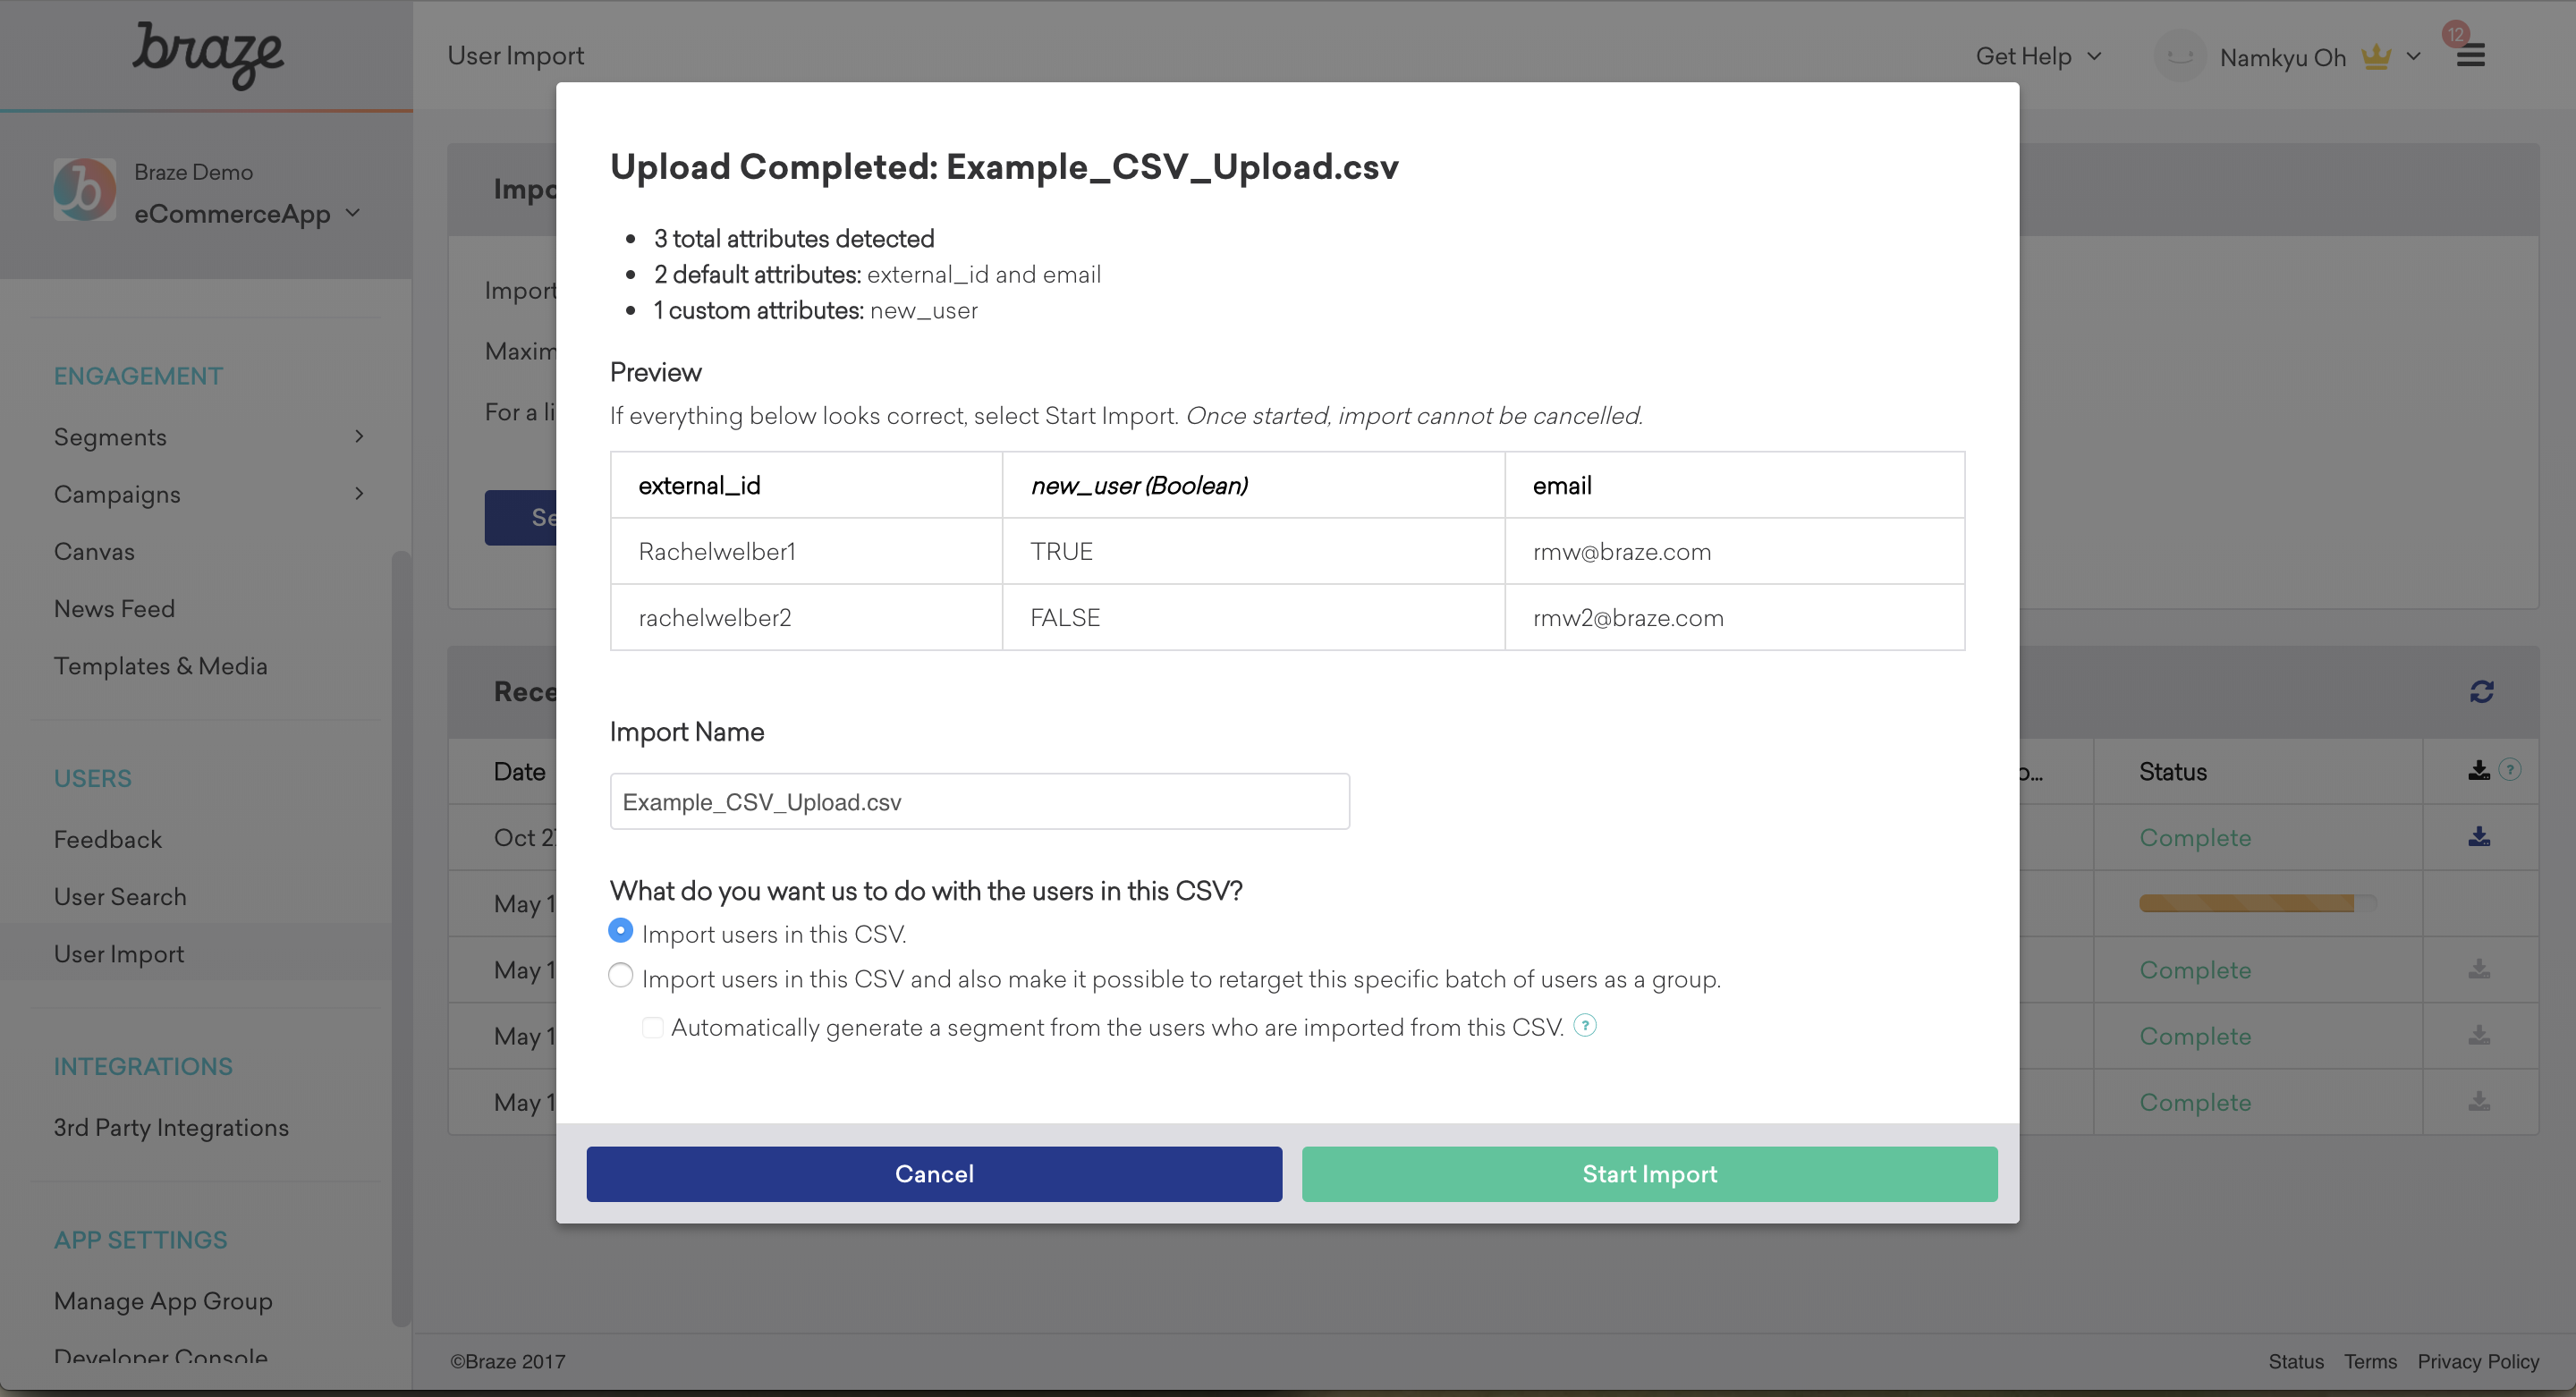 braze
User Import
Get Help
Namkyu Oh
12
Braze Demo
eCommerceApp
ENGAGEMENT
Segments
Campaigns
Canvas
News Feed
Templates & Media
USERS
Feedback
User Search
User Import
INTEGRATIONS
3rd Party Integrations
APP SETTINGS
Manage App Group
Developer Console
Import
Maxim
For a li
Upload Completed: Example_CSV_Upload.csv
• 3 total attributes detected
• 2 default attributes: external_id and email
• 1 custom attributes: new_user
Preview
If everything below looks correct, select Start Import. Once started, import cannot be cancelled.
external_id new_user (Boolean) email
Rachelwelber1 TRUE rmw@braze.com
rachelwelber2 FALSE rmw2@braze.com
Import Name
Example_CSV_Upload.csv
What do you want us to do with the users in this CSV?
Import users in this CSV.
Import users in this CSV and also make it possible to retarget this specific batch of users as a group.
Automatically generate a segment from the users who are imported from this CSV. ?
Cancel
Start Import
Date
Status ?
Oct 2
Complete
May 1
May 1
Complete
May 1
Complete
May 1
Complete
©Braze 2017
Status Terms Privacy Policy